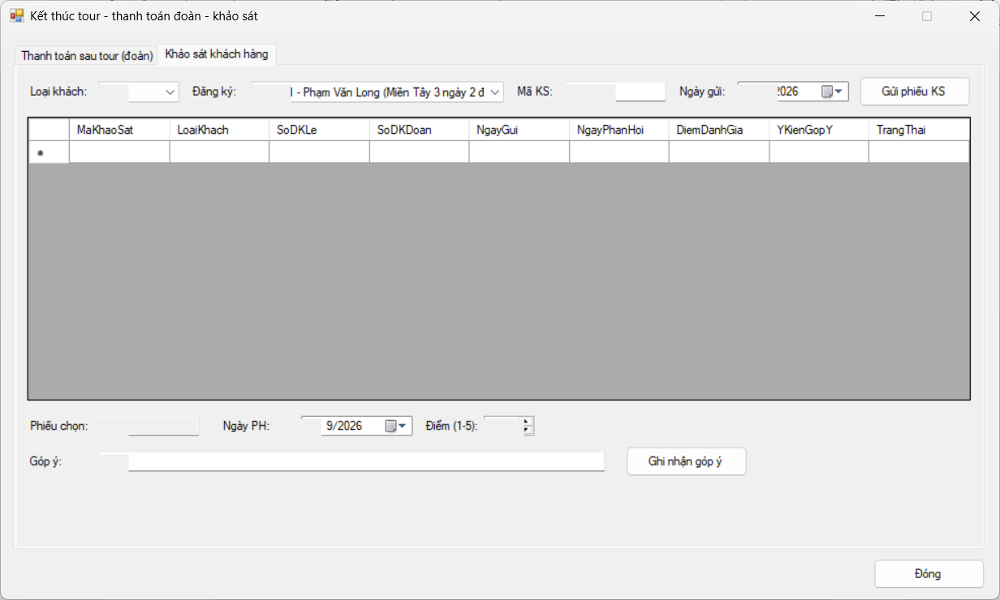 Kết thúc tour - thanh toán đoàn - khảo sát
Thanh toán sau tour (đoàn) Khảo sát khách hàng
Loại khách: Đăng ký: - Phạm Văn Long (Miền Tây 3 ngày 2 đ Mã KS: Ngày gửi: 2026 Gửi phiếu KS
MaKhaoSat LoaiKhach SoDKLe SoDKDoan NgayGui NgayPhanHoi DiemDanhGia YKienGopY TrangThai
Phiếu chọn: Ngày PH: 9/2026 Điểm (1-5):
Góp ý: Ghi nhận góp ý
Đóng